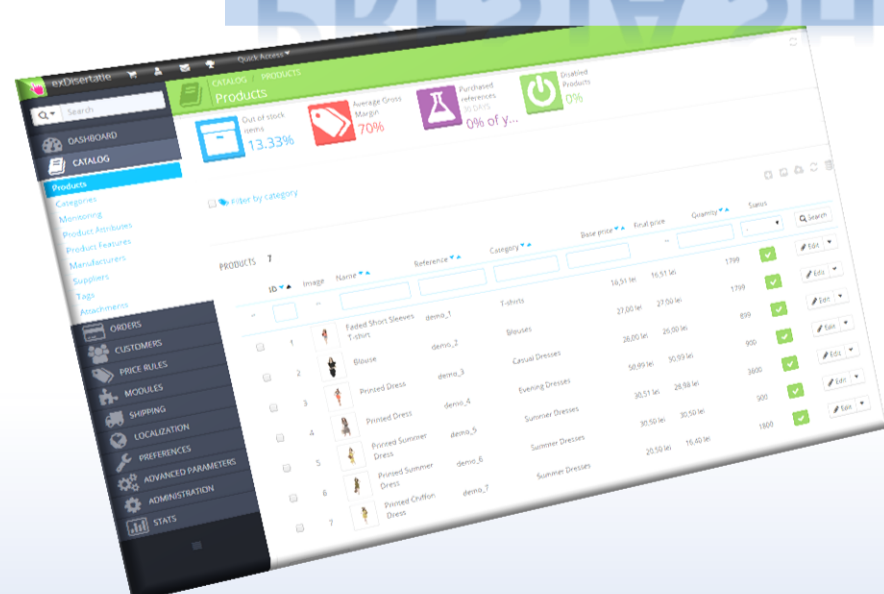 exDisertatie Quick Access
Search
CATALOG / PRODUCTS
Products
Out of stock items
13.33%
Average Gross Margin
70%
Purchased references
30 DAYS
0% of y...
Disabled Products
0%
DASHBOARD
CATALOG
Products
Categories
Monitoring
Product Attributes
Product Features
Manufacturers
Suppliers
Tags
Attachments
ORDERS
CUSTOMERS
PRICE RULES
MODULES
SHIPPING
LOCALIZATION
PREFERENCES
ADVANCED PARAMETERS
ADMINISTRATION
STATS
Filter by category
PRODUCTS 7
ID Image Name Reference Category Base price Final price Quantity Status
-- -- -- - Search
1 Faded Short Sleeves T-shirt demo_1 T-shirts 16,51 lei 16,51 lei 1799 Edit
2 Blouse demo_2 Blouses 27,00 lei 27,00 lei 1799 Edit
3 Printed Dress demo_3 Casual Dresses 26,00 lei 26,00 lei 899 Edit
4 Printed Dress demo_4 Evening Dresses 50,99 lei 50,99 lei 900 Edit
5 Printed Summer Dress demo_5 Summer Dresses 30,51 lei 28,98 lei 3600 Edit
6 Printed Summer Dress demo_6 Summer Dresses 30,50 lei 30,50 lei 900 Edit
7 Printed Chiffon Dress demo_7 Summer Dresses 20,50 lei 16,40 lei 1800 Edit